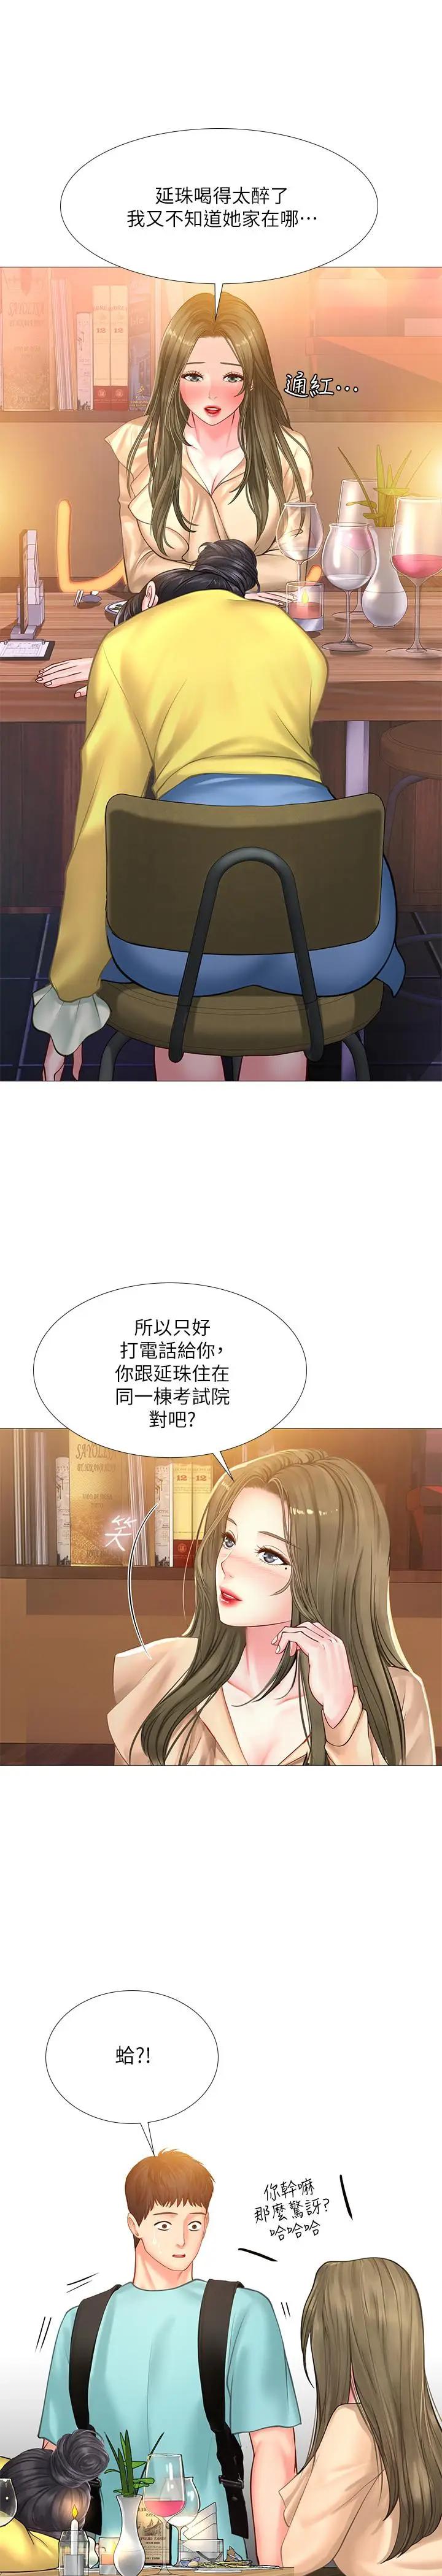 延珠喝得太醉了
我又不知道她家在哪…
通紅…
所以只好
打電話給你，
你跟延珠住在
同一棟考試院
對吧?
12
12
笑
蛤?!
你幹嘛
那麼驚訝?
哈哈哈